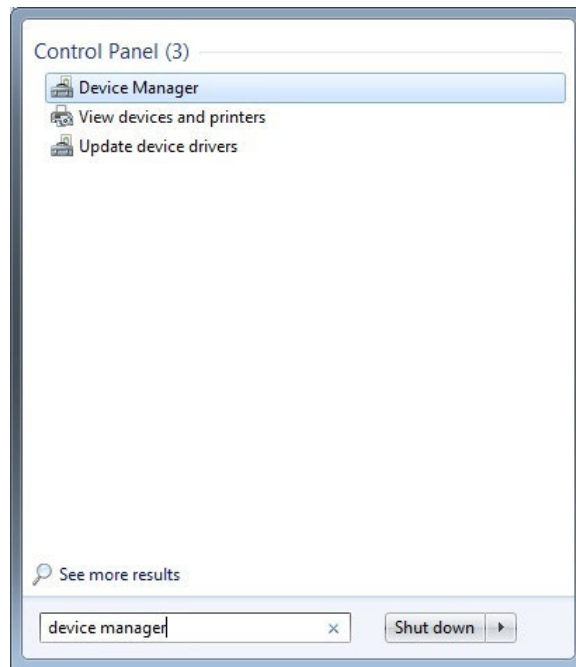 Control Panel (3)
Device Manager
View devices and printers
Update device drivers
See more results
device manager
Shut down